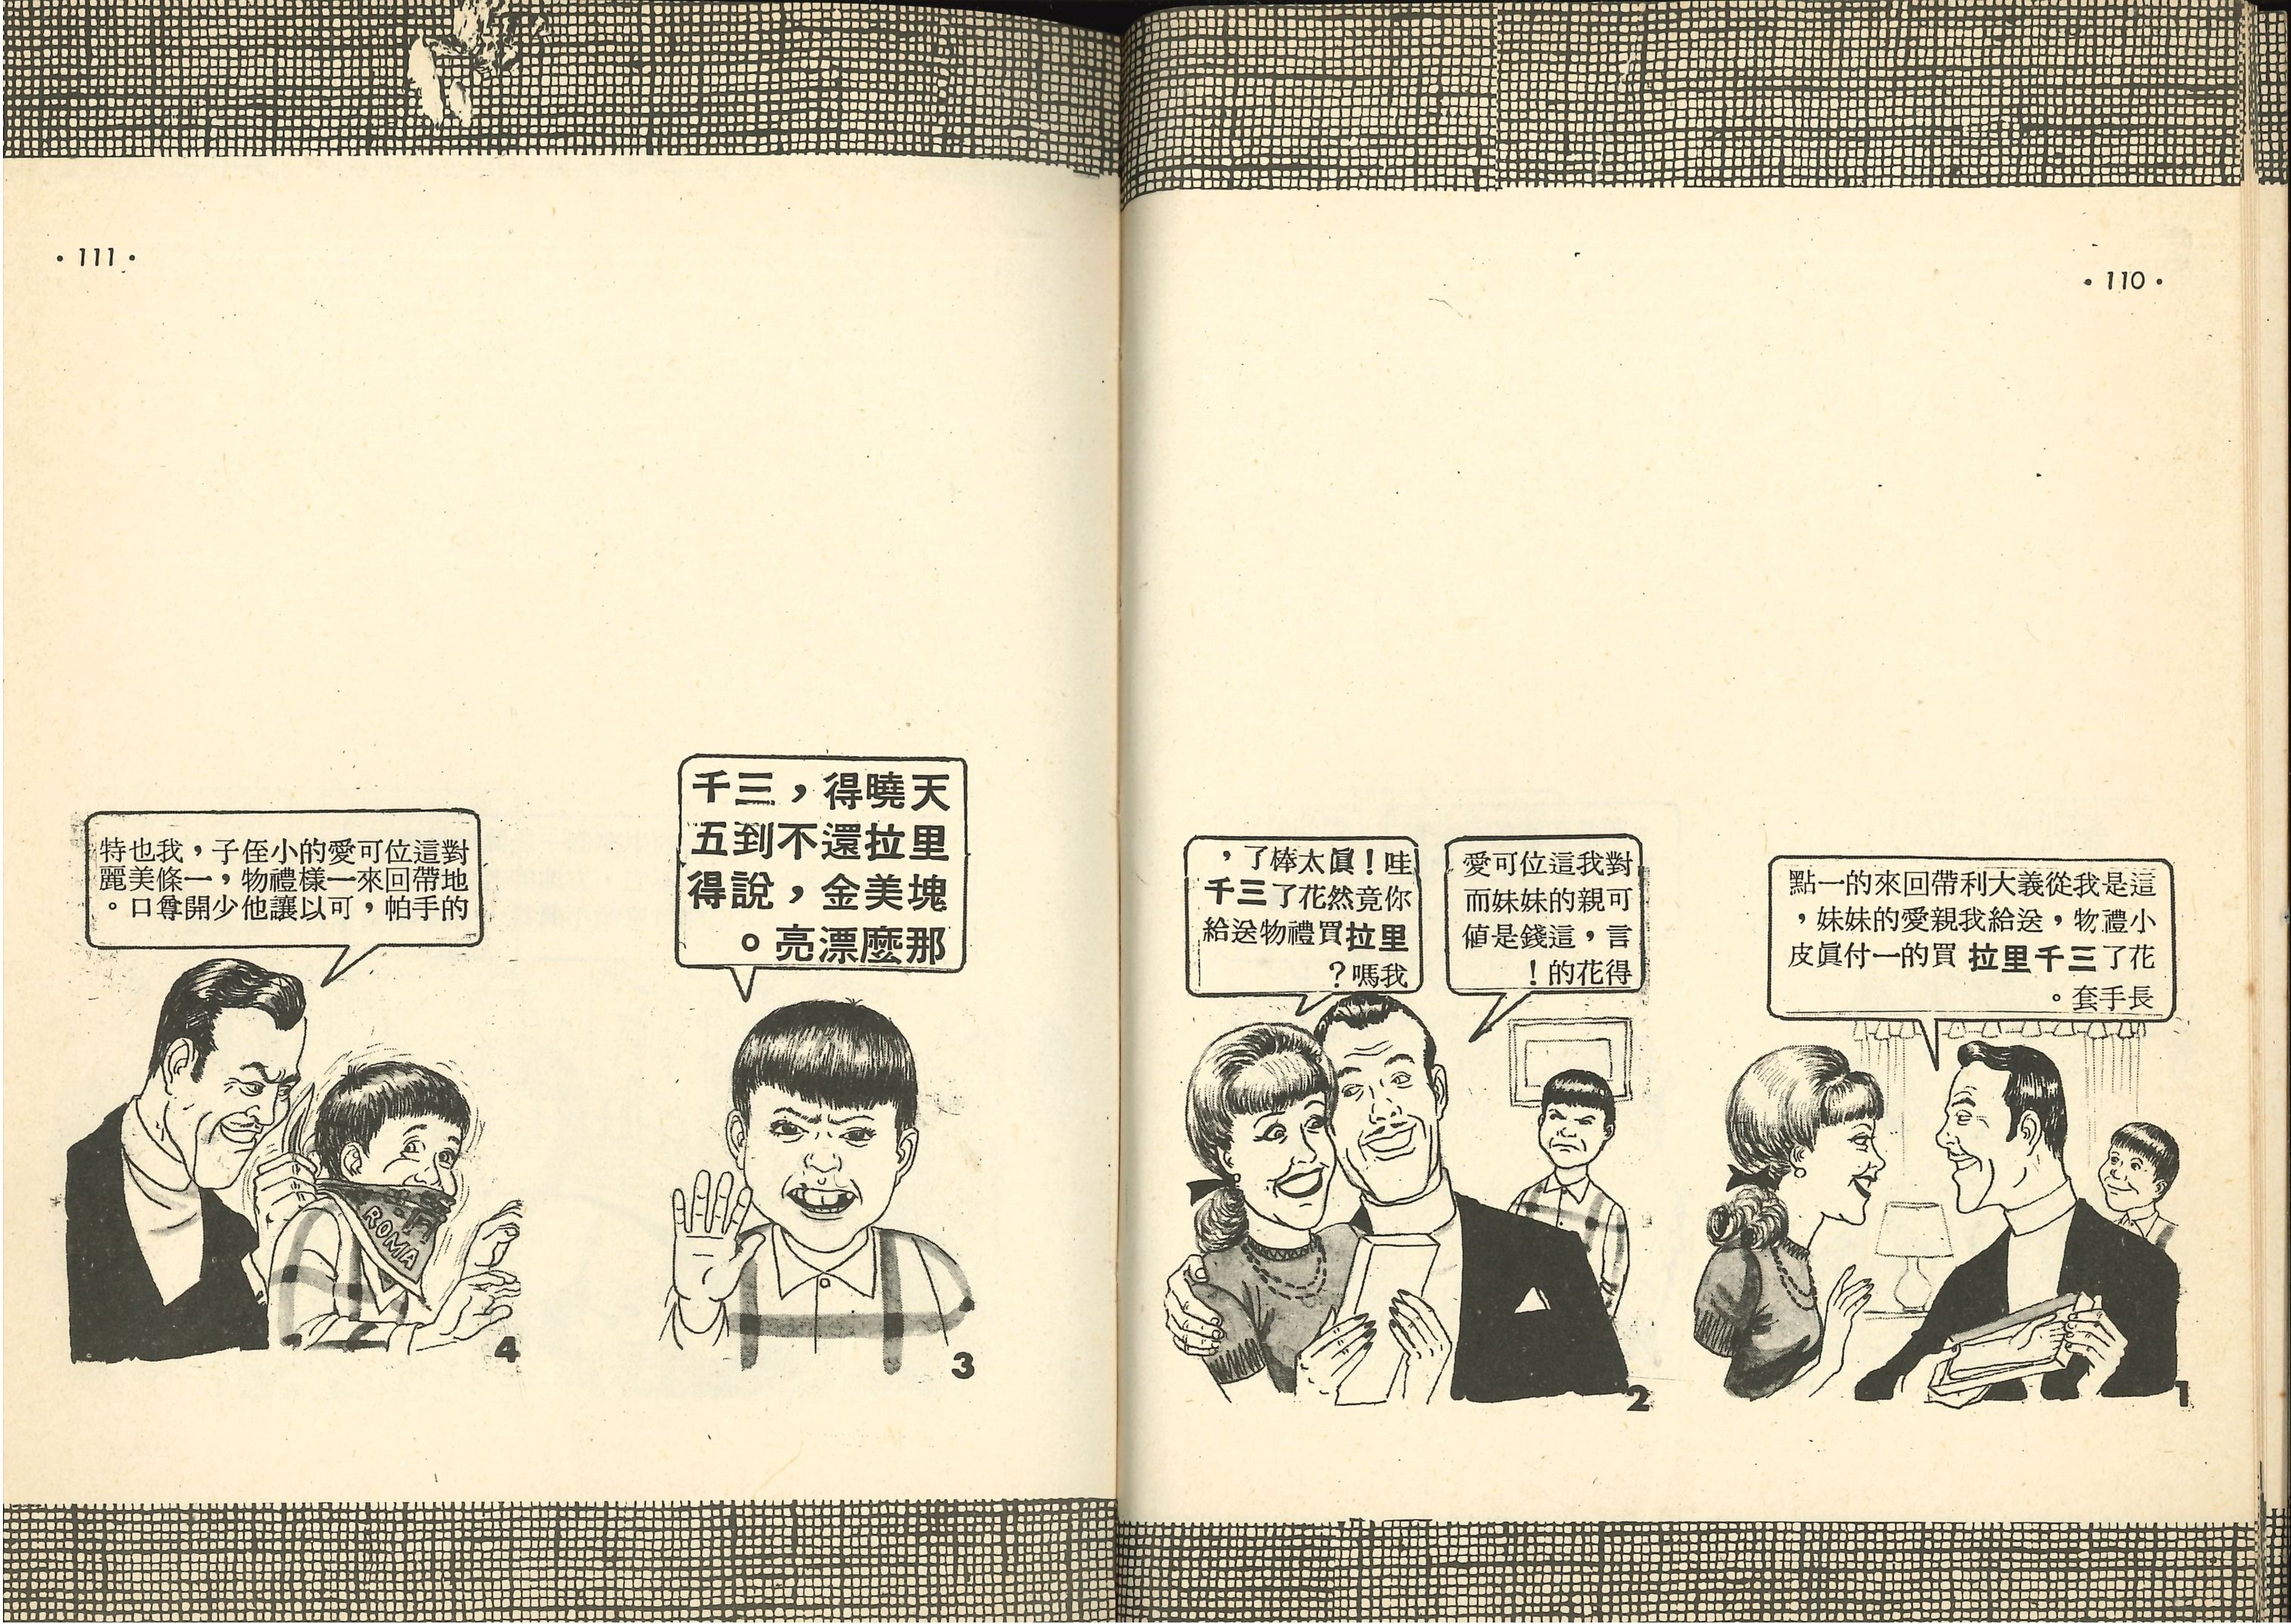 ·110·
這是我從義大利帶回來的一點
小禮物，送給我親愛的妹妹，
花了三千里拉買的一付眞皮
長手套。
1
對我這位可愛
可親的妹妹而
言，這錢是値
得花的！
哇！眞太棒了，
你竟然花了三千
里拉買禮物送給
我嗎？
2
·111·
天曉得，三千
里拉還不到五
塊美金，說得
那麼漂亮。
3
對這位可愛的小侄子，我也特
地帶回來一樣禮物，一條美麗
的手帕，可以讓他少開尊口。
ROMA
4